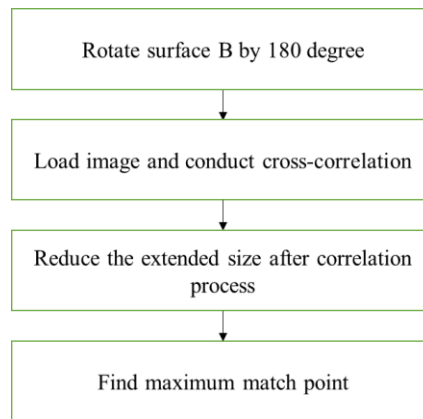 Rotate surface B by 180 degree
Load image and conduct cross-correlation
Reduce the extended size after correlation
process
Find maximum match point